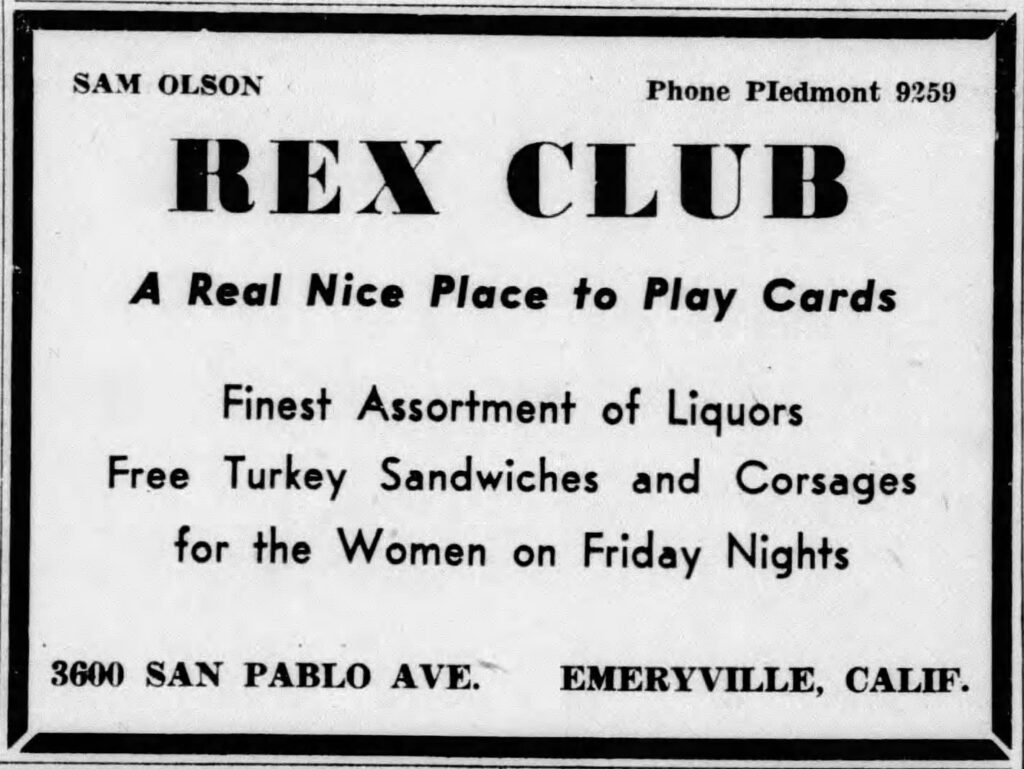 SAM OLSON
Phone PIedmont 9259
REX CLUB
A Real Nice Place to Play Cards
Finest Assortment of Liquors
Free Turkey Sandwiches and Corsages
for the Women on Friday Nights
3600 SAN PABLO AVE. EMERYVILLE, CALIF.